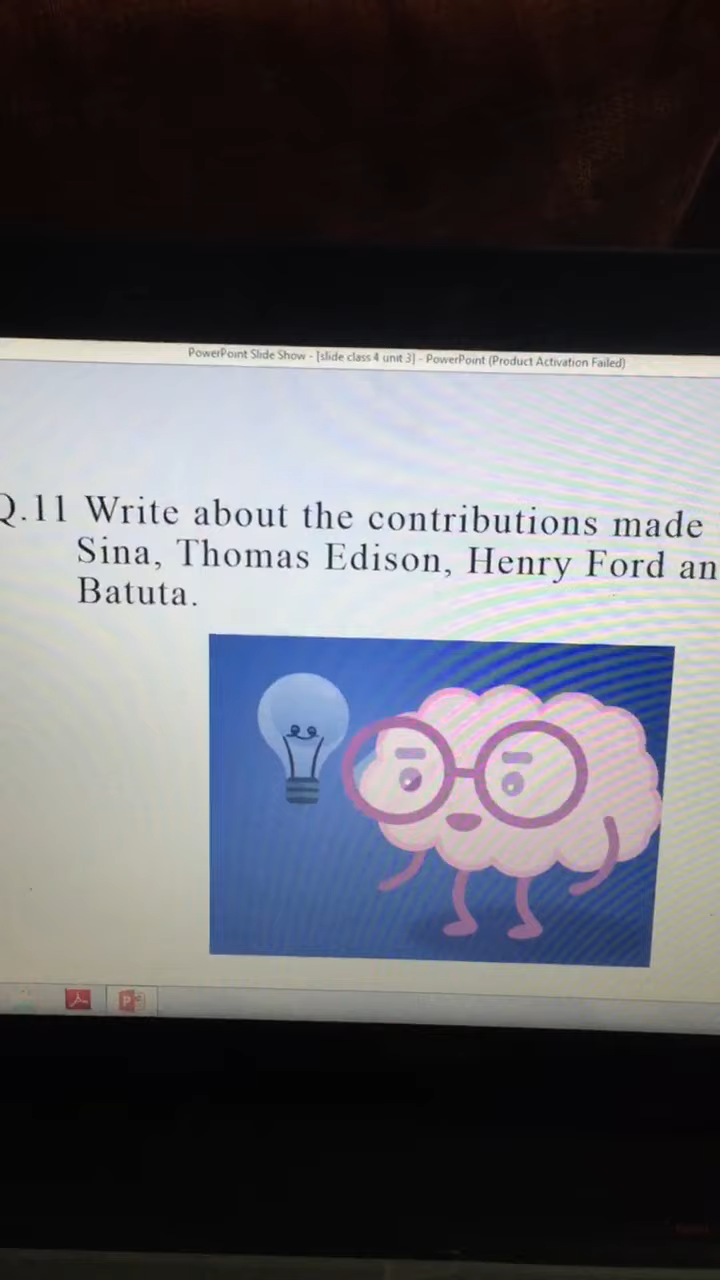 PowerPoint Slide Show - [slide class 4 unit 3] - PowerPoint (Product Activation Failed)
Q.11 Write about the contributions made
Sina, Thomas Edison, Henry Ford an
Batuta.